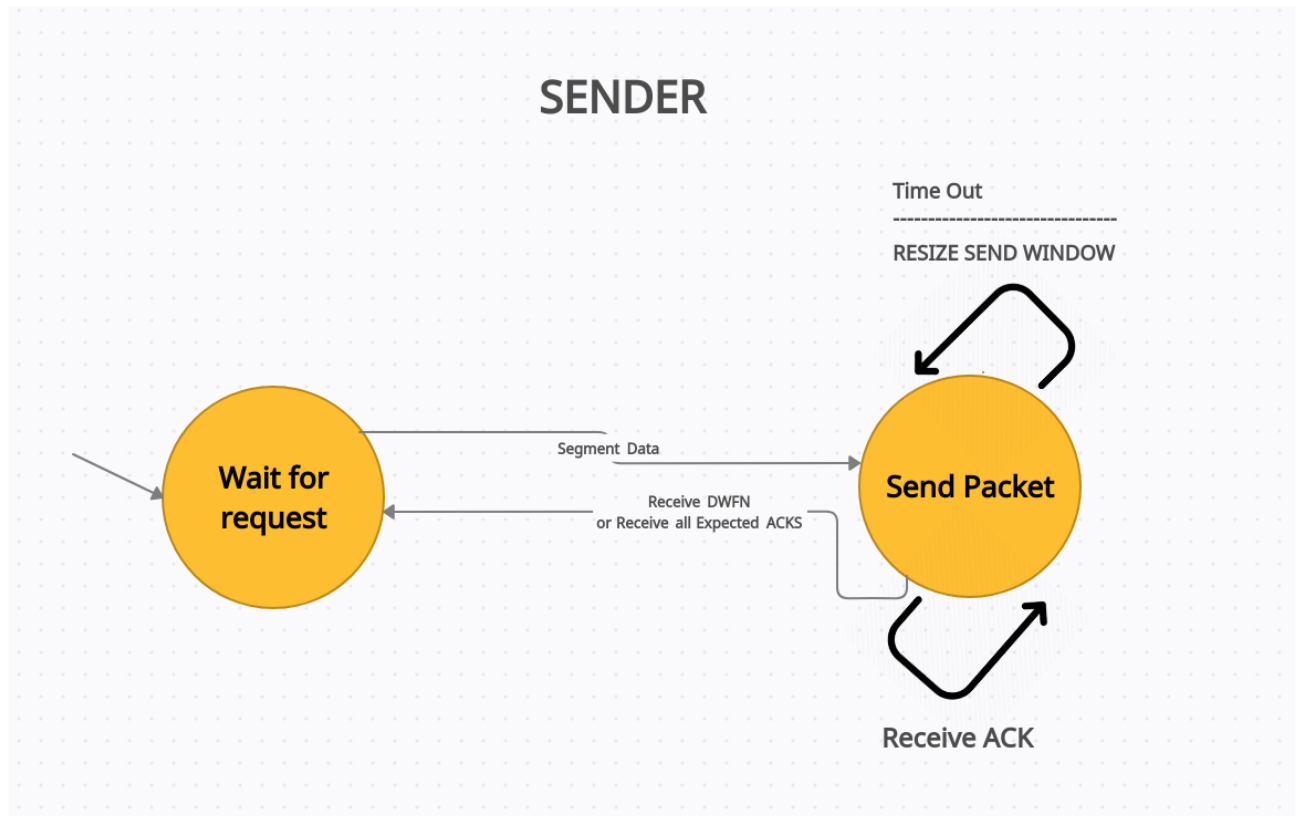 SENDER
Time Out
--------------------------------
RESIZE SEND WINDOW
Wait for
request
Segment Data
Receive DWFN
or Receive all Expected ACKS
Send Packet
Receive ACK